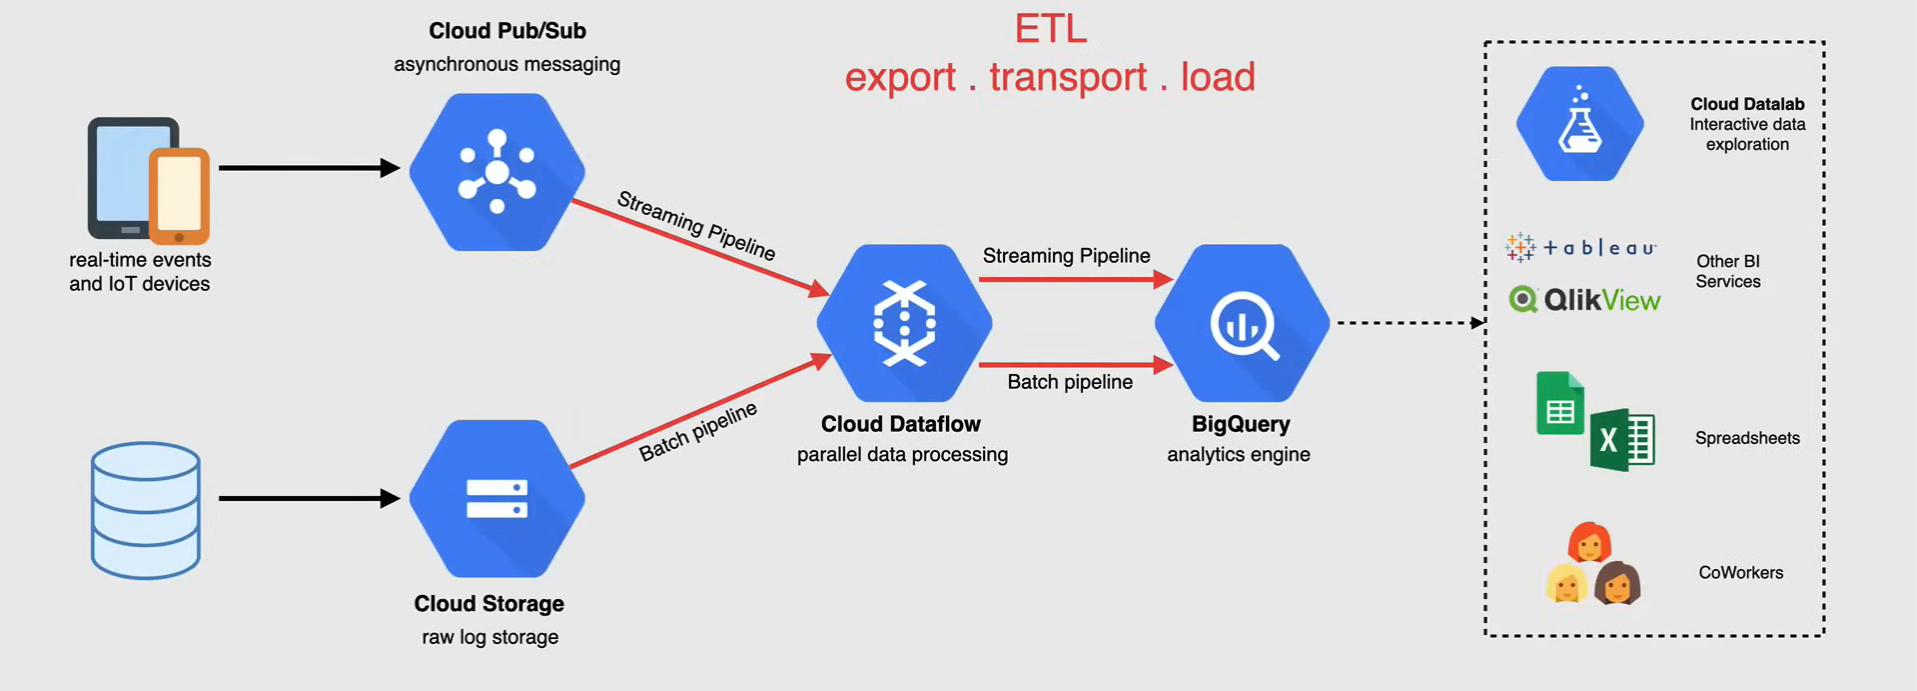 Cloud Pub/Sub
asynchronous messaging
ETL
export . transport . load
real-time events
and IoT devices
Streaming Pipeline
Batch pipeline
Cloud Storage
raw log storage
Cloud Dataflow
parallel data processing
Streaming Pipeline
Batch pipeline
BigQuery
analytics engine
Cloud Datalab
Interactive data
exploration
+ a b l e a u
QlikView
Other BI
Services
X
Spreadsheets
CoWorkers